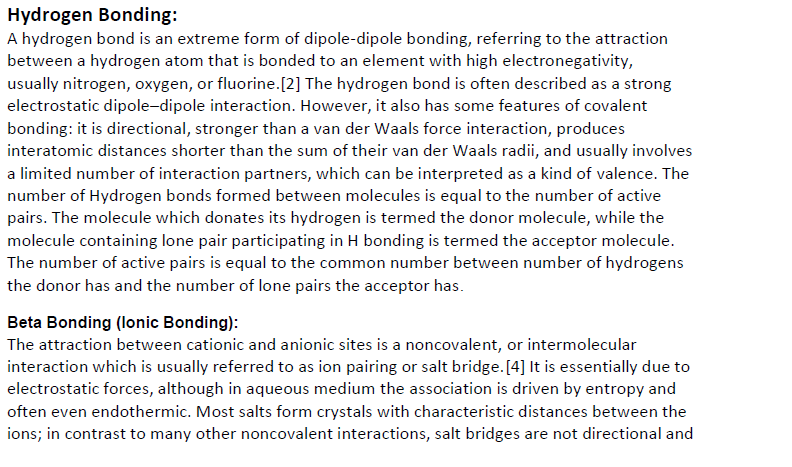 Hydrogen Bonding:
A hydrogen bond is an extreme form of dipole-dipole bonding, referring to the attraction
between a hydrogen atom that is bonded to an element with high electronegativity,
usually nitrogen, oxygen, or fluorine.[2] The hydrogen bond is often described as a strong
electrostatic dipole–dipole interaction. However, it also has some features of covalent
bonding: it is directional, stronger than a van der Waals force interaction, produces
interatomic distances shorter than the sum of their van der Waals radii, and usually involves
a limited number of interaction partners, which can be interpreted as a kind of valence. The
number of Hydrogen bonds formed between molecules is equal to the number of active
pairs. The molecule which donates its hydrogen is termed the donor molecule, while the
molecule containing lone pair participating in H bonding is termed the acceptor molecule.
The number of active pairs is equal to the common number between number of hydrogens
the donor has and the number of lone pairs the acceptor has.
Beta Bonding (Ionic Bonding):
The attraction between cationic and anionic sites is a noncovalent, or intermolecular
interaction which is usually referred to as ion pairing or salt bridge.[4] It is essentially due to
electrostatic forces, although in aqueous medium the association is driven by entropy and
often even endothermic. Most salts form crystals with characteristic distances between the
ions; in contrast to many other noncovalent interactions, salt bridges are not directional and